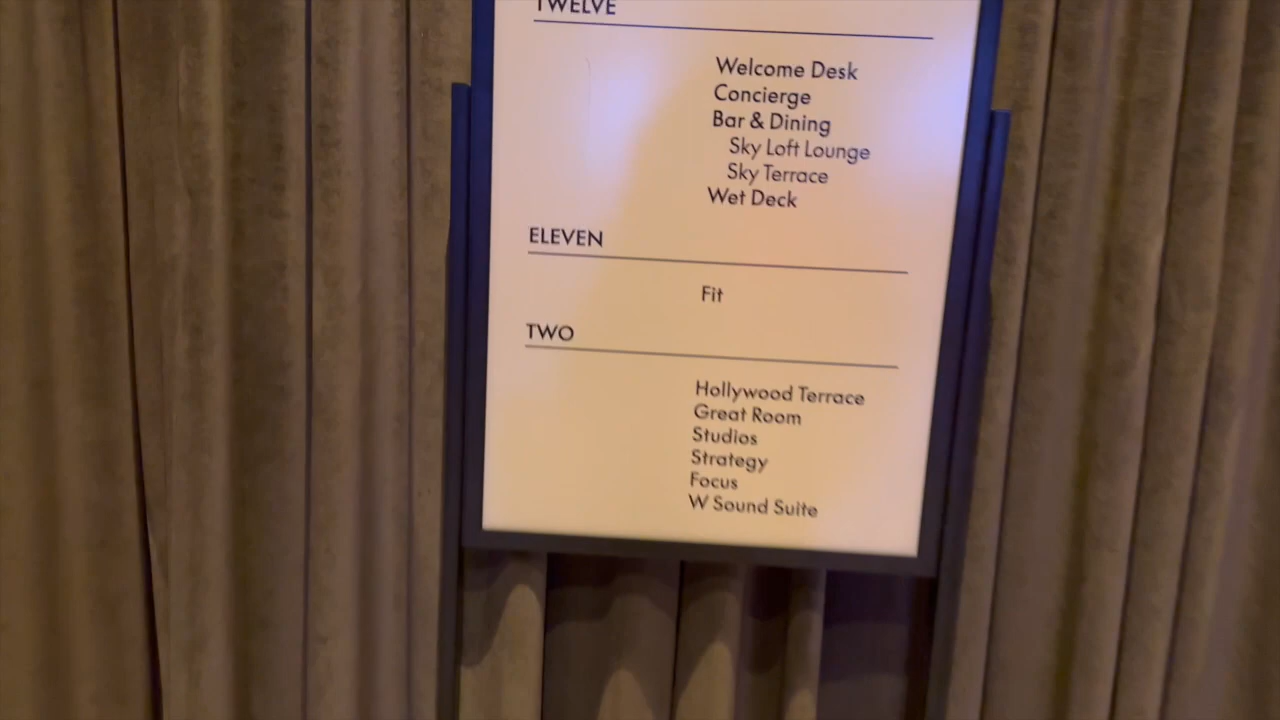 TWELVE
Welcome Desk
Concierge
Bar & Dining
Sky Loft Lounge
Sky Terrace
Wet Deck
ELEVEN
Fit
TWO
Hollywood Terrace
Great Room
Studios
Strategy
Focus
W Sound Suite